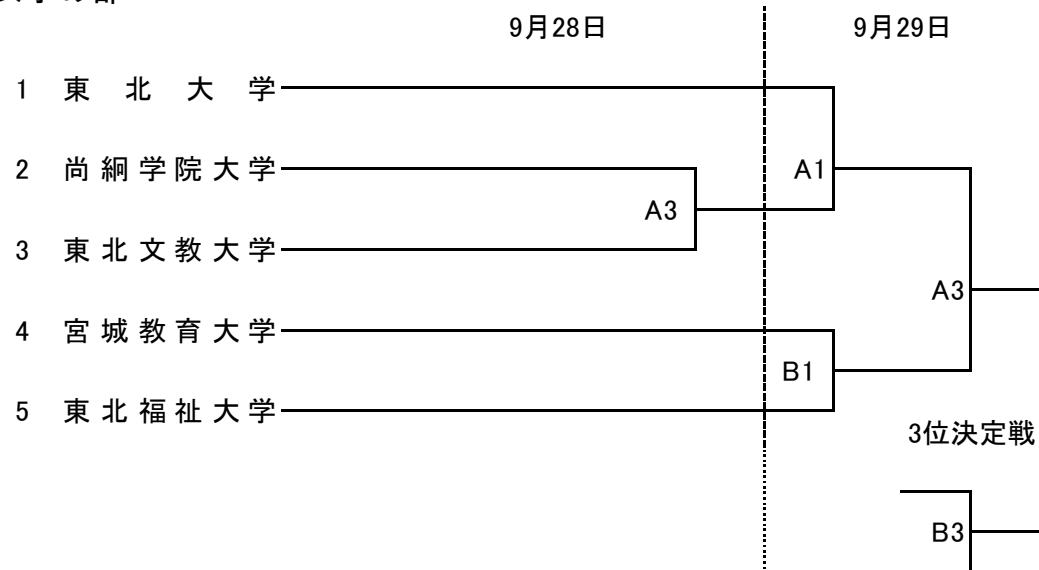 9月28日 9月29日
1 東北大学
2 尚絅学院大学
A1
A3
3 東北文教大学
A3
4 宮城教育大学
B1
5 東北福祉大学
3位決定戦
B3